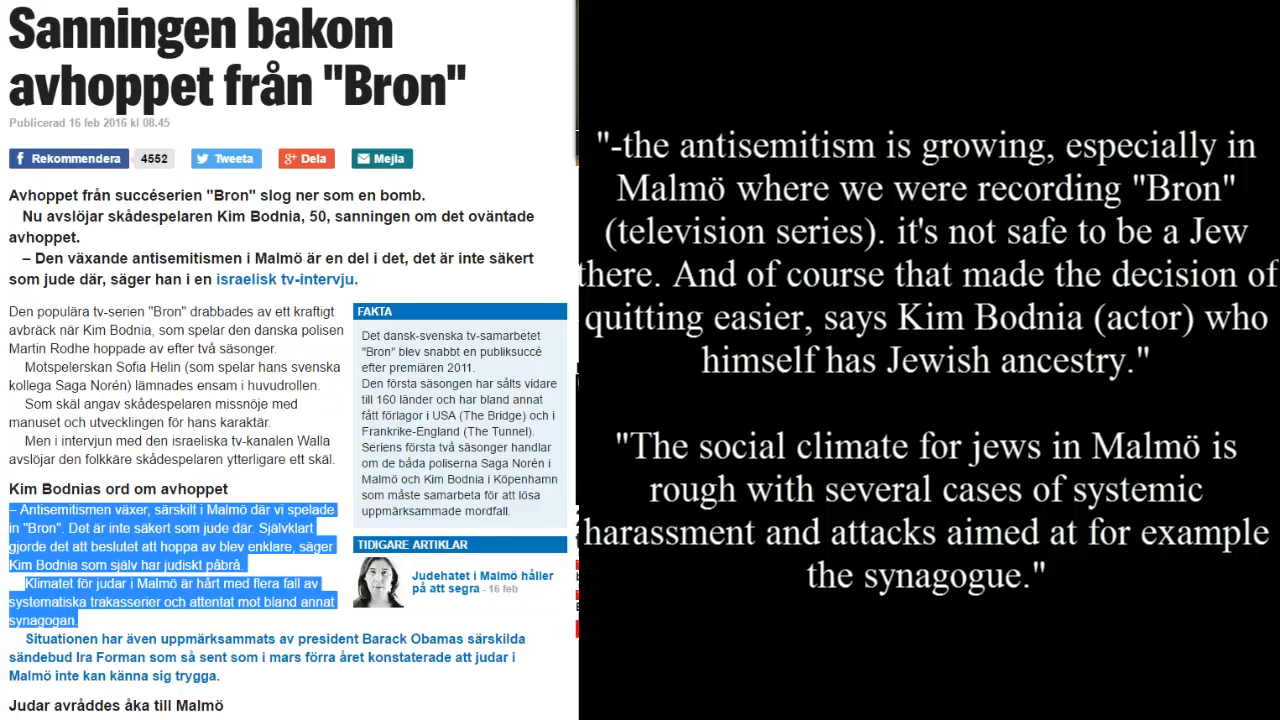 Sanningen bakom
avhoppet från "Bron"
Publicerad 16 feb 2016 kl 08.45
Rekommendera 4552 Tweeta Dela Mejla
Avhoppet från succéserien "Bron" slog ner som en bomb.
Nu avslöjar skådespelaren Kim Bodnia, 50, sanningen om det oväntade
avhoppet.
– Den växande antisemitismen i Malmö är en del i det, det är inte säkert
som jude där, säger han i en israelisk tv-intervju.
Den populära tv-serien "Bron" drabbades av ett kraftigt
avbräck när Kim Bodnia, som spelar den danska polisen
Martin Rodhe hoppade av efter två säsonger.
Motspelerskan Sofia Helin (som spelar hans svenska
kollega Saga Norén) lämnades ensam i huvudrollen.
Som skäl angav skådespelaren missnöje med
manuset och utvecklingen för hans karaktär.
Men i intervjun med den israeliska tv-kanalen Walla
avslöjar den folkkäre skådespelaren ytterligare ett skäl.
Kim Bodnias ord om avhoppet
– Antisemitismen växer, särskilt i Malmö där vi spelade
in "Bron". Det är inte säkert som jude där. Självklart
gjorde det att beslutet att hoppa av blev enklare, säger
Kim Bodnia som själv har judiskt påbrå.
Klimatet för judar i Malmö är hårt med flera fall av
systematiska trakasserier och attentat mot bland annat
synagogan.
Situationen har även uppmärksammats av president Barack Obamas särskilda
sändebud Ira Forman som så sent som i mars förra året konstaterade att judar i
Malmö inte kan känna sig trygga.
Judar avråddes åka till Malmö
FAKTA
Det dansk-svenska tv-samarbetet
"Bron" blev snabbt en publiksuccé
efter premiären 2011.
Den första säsongen har sålts vidare
till 160 länder och har bland annat
fått förlagor i USA (The Bridge) och i
Frankrike-England (The Tunnel).
Seriens första två säsonger handlar
om de båda poliserna Saga Norén i
Malmö och Kim Bodnia i Köpenhamn
som måste samarbeta för att lösa
uppmärksammade mordfall.
TIDIGARE ARTIKLAR
Judehatet i Malmö håller
på att segra - 16 feb
"-the antisemitism is growing, especially in
Malmö where we were recording "Bron"
(television series). it's not safe to be a Jew
there. And of course that made the decision of
quitting easier, says Kim Bodnia (actor) who
himself has Jewish ancestry."
"The social climate for jews in Malmö is
rough with several cases of systemic
harassment and attacks aimed at for example
the synagogue."